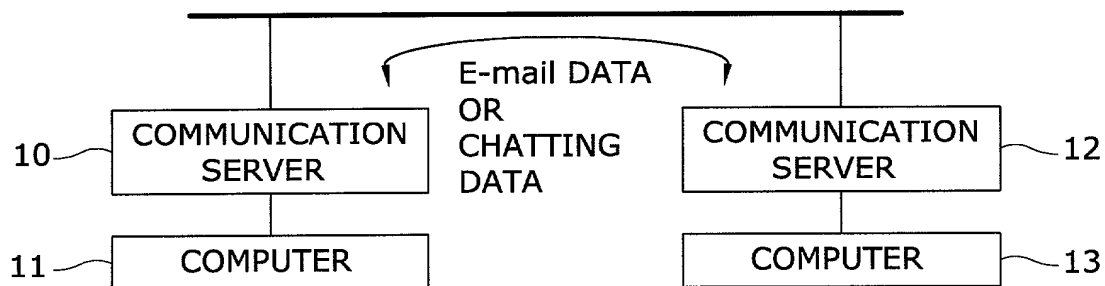 E-mail DATA
OR
CHATTING
DATA
10
COMMUNICATION
SERVER
COMMUNICATION
SERVER
12
11
COMPUTER
COMPUTER
13